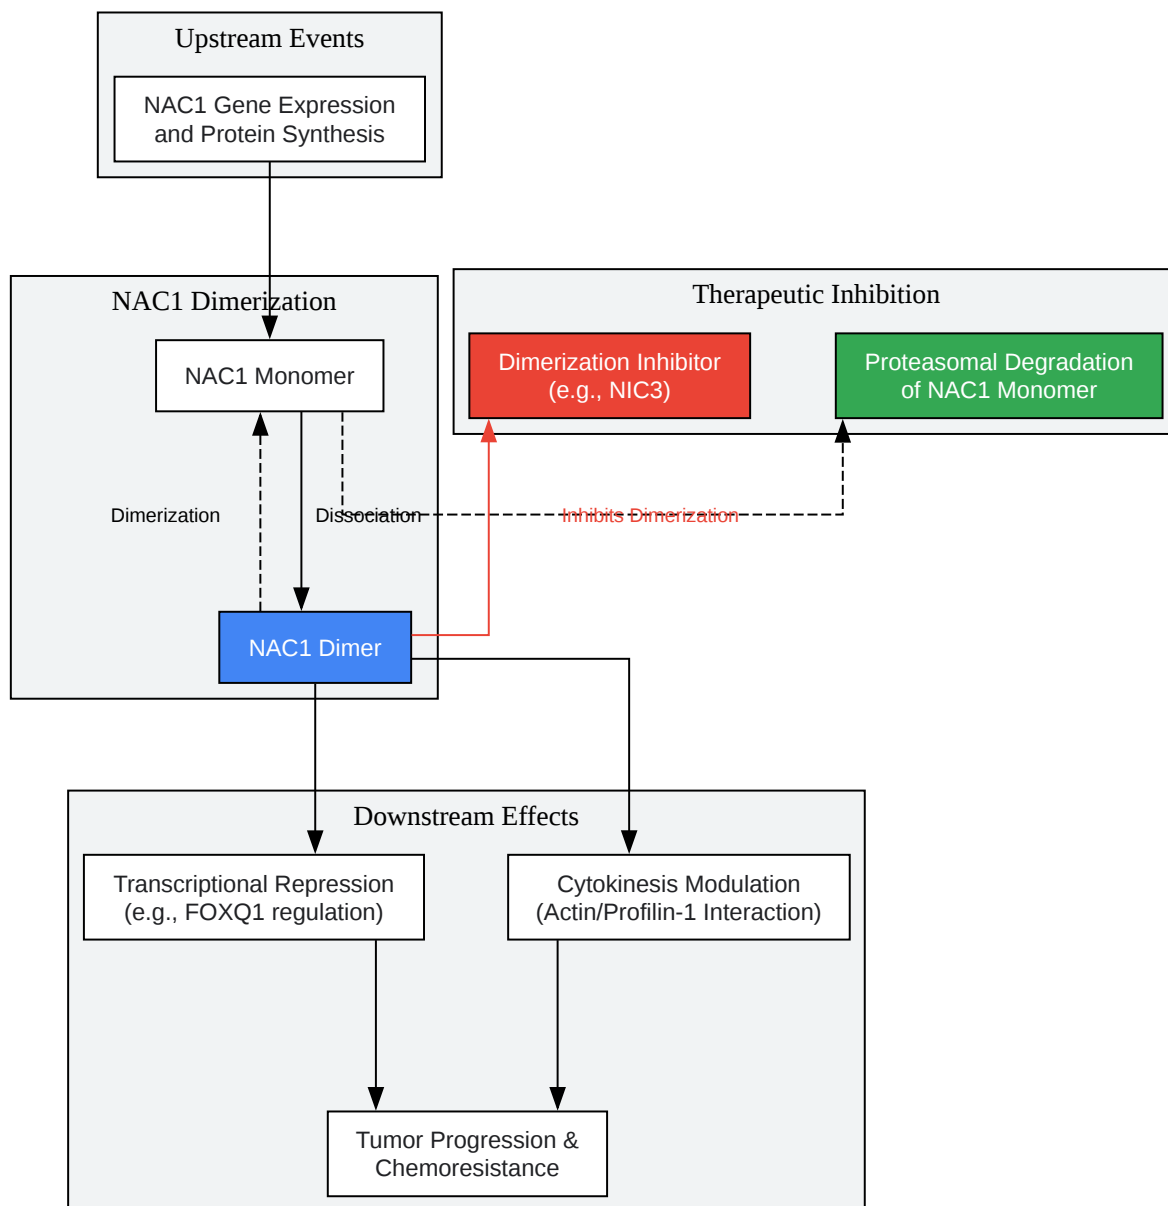 Upstream Events
NAC1 Gene Expression
and Protein Synthesis
NAC1 Dimerization
NAC1 Monomer
Therapeutic Inhibition
Dimerization Inhibitor
(e.g., NIC3)
Proteasomal Degradation
of NAC1 Monomer
Dimerization
Dissociation
Inhibits Dimerization
NAC1 Dimer
Downstream Effects
Transcriptional Repression
(e.g., FOXQ1 regulation)
Cytokinesis Modulation
(Actin/Profilin-1 Interaction)
Tumor Progression &
Chemoresistance